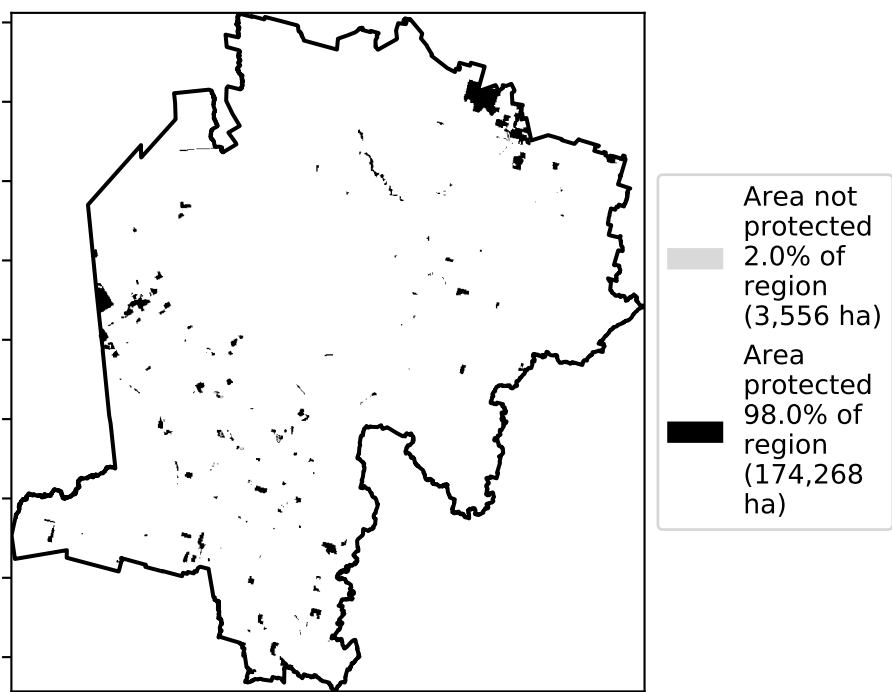 Area not
protected
2.0% of
region
(3,556 ha)
Area
protected
98.0% of
region
(174,268
ha)